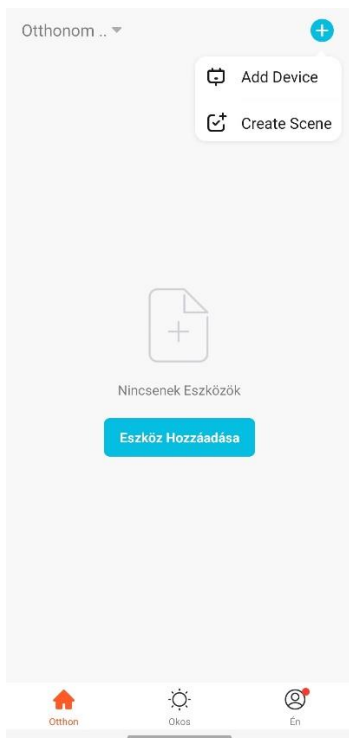 Otthonom ..
Add Device
Create Scene
Nincsenek Eszközök
Eszköz Hozzáadása
Otthon
Okos
Én